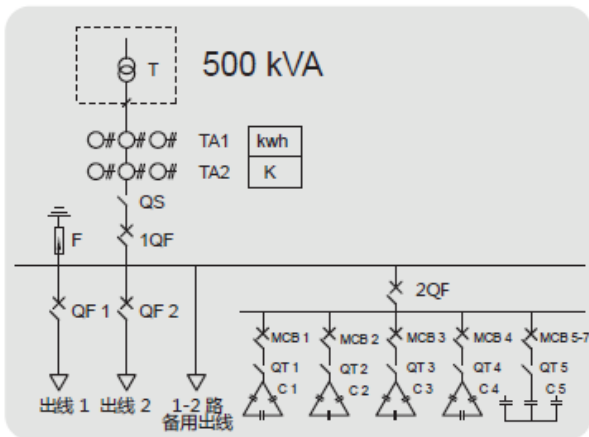 T
500 kVA
TA1 kwh
TA2 K
QS
F
1QF
2QF
QF 1
QF 2
MCB 1
MCB 2
MCB 3
MCB 4
MCB 5-7
QT 1
QT 2
QT 3
QT 4
QT 5
C 1
C 2
C 3
C 4
C 5
出线 1
出线 2
1-2 路
备用出线